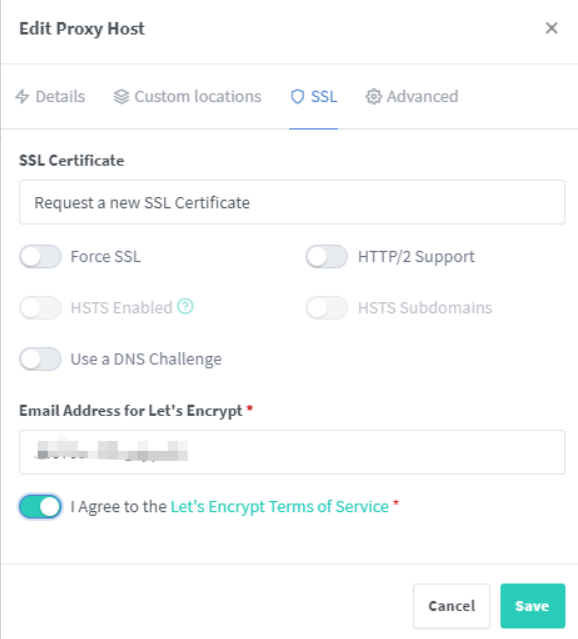 Edit Proxy Host
Details Custom locations SSL Advanced
SSL Certificate
Request a new SSL Certificate
Force SSL HTTP/2 Support
HSTS Enabled ? HSTS Subdomains
Use a DNS Challenge
Email Address for Let's Encrypt *
I Agree to the Let's Encrypt Terms of Service *
Cancel Save